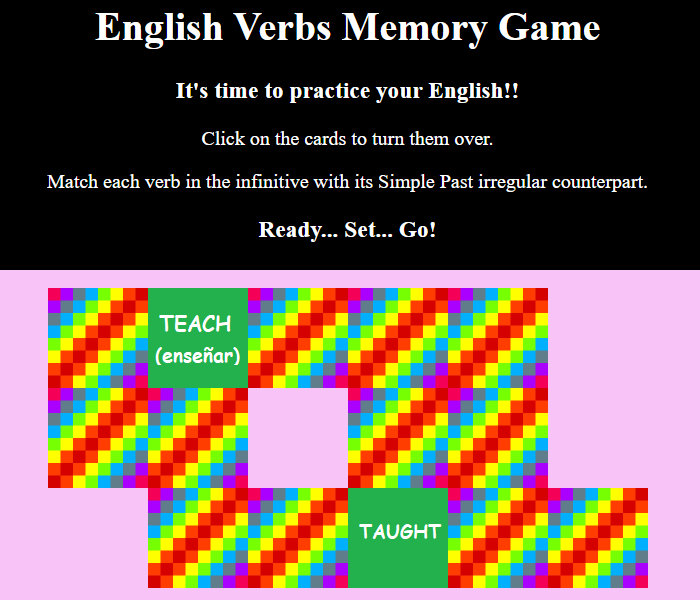 English Verbs Memory Game
It's time to practice your English!!
Click on the cards to turn them over.
Match each verb in the infinitive with its Simple Past irregular counterpart.
Ready... Set... Go!
TEACH
(enseñar)
TAUGHT